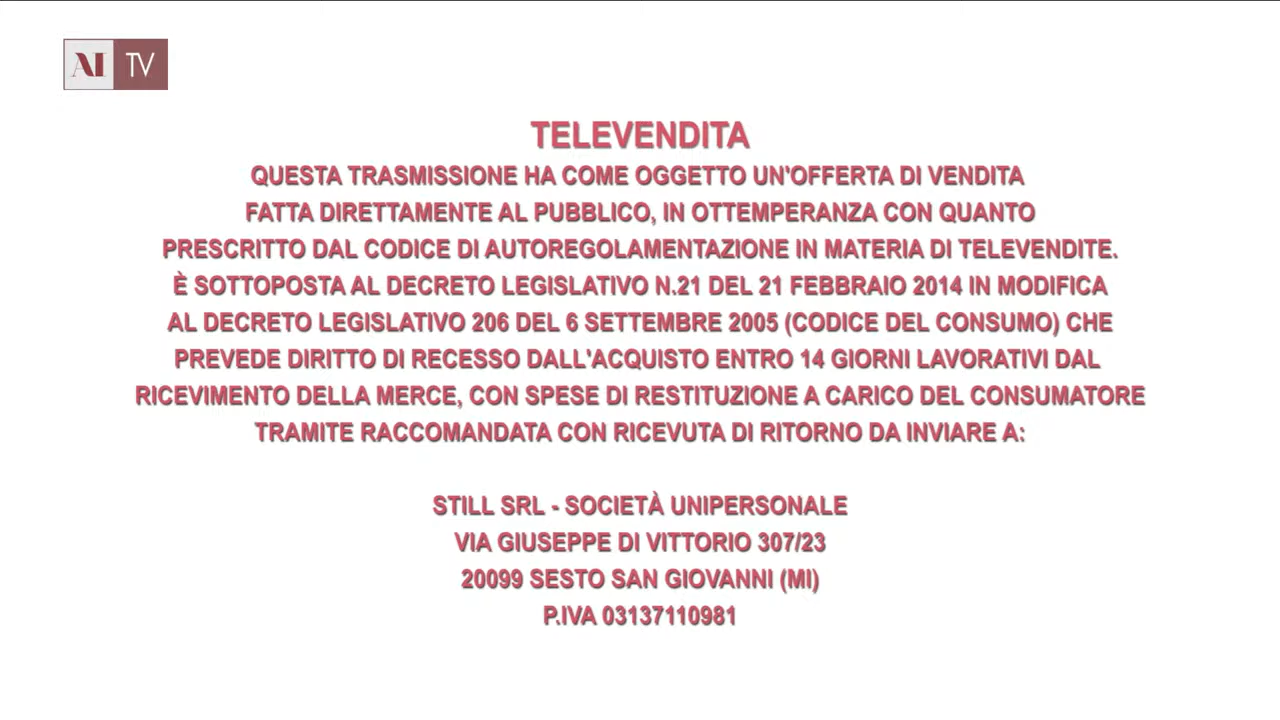 AI TV
TELEVENDITA
QUESTA TRASMISSIONE HA COME OGGETTO UN'OFFERTA DI VENDITA
FATTA DIRETTAMENTE AL PUBBLICO, IN OTTEMPERANZA CON QUANTO
PRESCRITTO DAL CODICE DI AUTOREGOLAMENTAZIONE IN MATERIA DI TELEVENDITE.
È SOTTOPOSTA AL DECRETO LEGISLATIVO N.21 DEL 21 FEBBRAIO 2014 IN MODIFICA
AL DECRETO LEGISLATIVO 206 DEL 6 SETTEMBRE 2005 (CODICE DEL CONSUMO) CHE
PREVEDE DIRITTO DI RECESSO DALL'ACQUISTO ENTRO 14 GIORNI LAVORATIVI DAL
RICEVIMENTO DELLA MERCE, CON SPESE DI RESTITUZIONE A CARICO DEL CONSUMATORE
TRAMITE RACCOMANDATA CON RICEVUTA DI RITORNO DA INVIARE A:
STILL SRL - SOCIETÀ UNIPERSONALE
VIA GIUSEPPE DI VITTORIO 307/23
20099 SESTO SAN GIOVANNI (MI)
P.IVA 03137110981